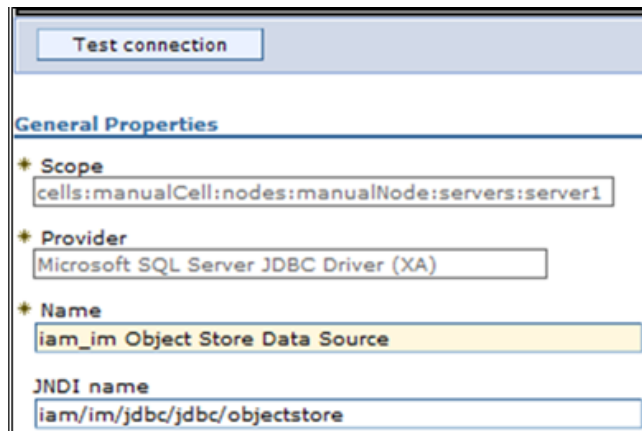 Test connection
General Properties
Scope
cells:manualCell:nodes:manualNode:servers:server1
Provider
Microsoft SQL Server JDBC Driver (XA)
Name
iam_im Object Store Data Source
JNDI name
iam/im/jdbc/jdbc/objectstore